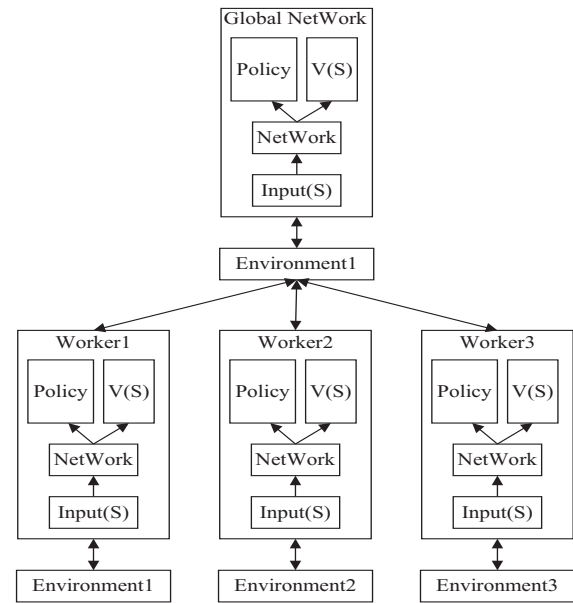 Global NetWork
Policy
V(S)
NetWork
Input(S)
Environment1
Worker1
Policy
V(S)
NetWork
Input(S)
Environment1
Worker2
Policy
V(S)
NetWork
Input(S)
Environment2
Worker3
Policy
V(S)
NetWork
Input(S)
Environment3